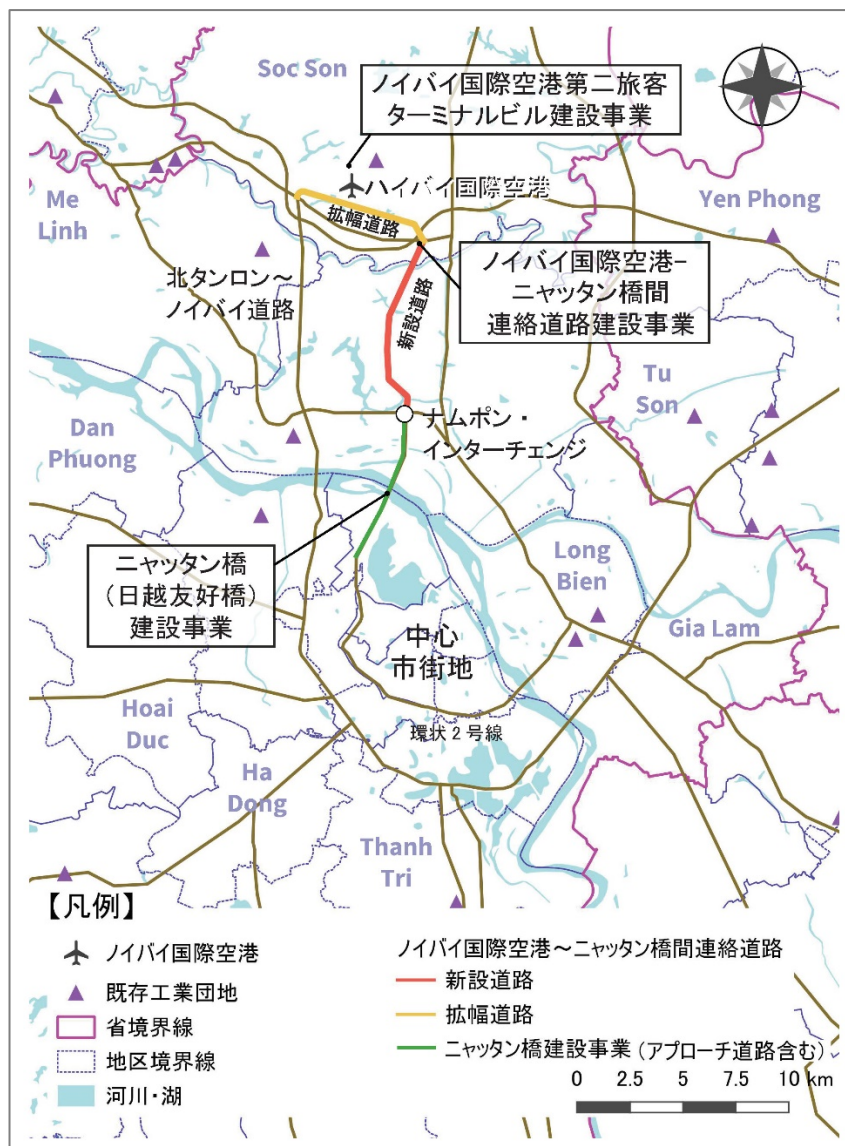 Soc Son
ノイバイ国際空港第二旅客
ターミナルビル建設事業
ハイバイ国際空港
Me
Linh
拡幅道路
Yen Phong
北タンロン～
ノイバイ道路
新設道路
ノイバイ国際空港-
ニャッタン橋間
連絡道路建設事業
Tu
Son
Dan
Phuong
ナムポン・
インターチェンジ
ニャッタン橋
（日越友好橋）
建設事業
Long
Bien
中心
市街地
Gia Lam
Hoai
Duc
環状2号線
Ha
Dong
Thanh
Tri
【凡例】
ノイバイ国際空港
既存工業団地
省境界線
地区境界線
河川・湖
ノイバイ国際空港～ニャッタン橋間連絡道路
新設道路
拡幅道路
ニャッタン橋建設事業（アプローチ道路含む）
0 2.5 5 7.5 10 km